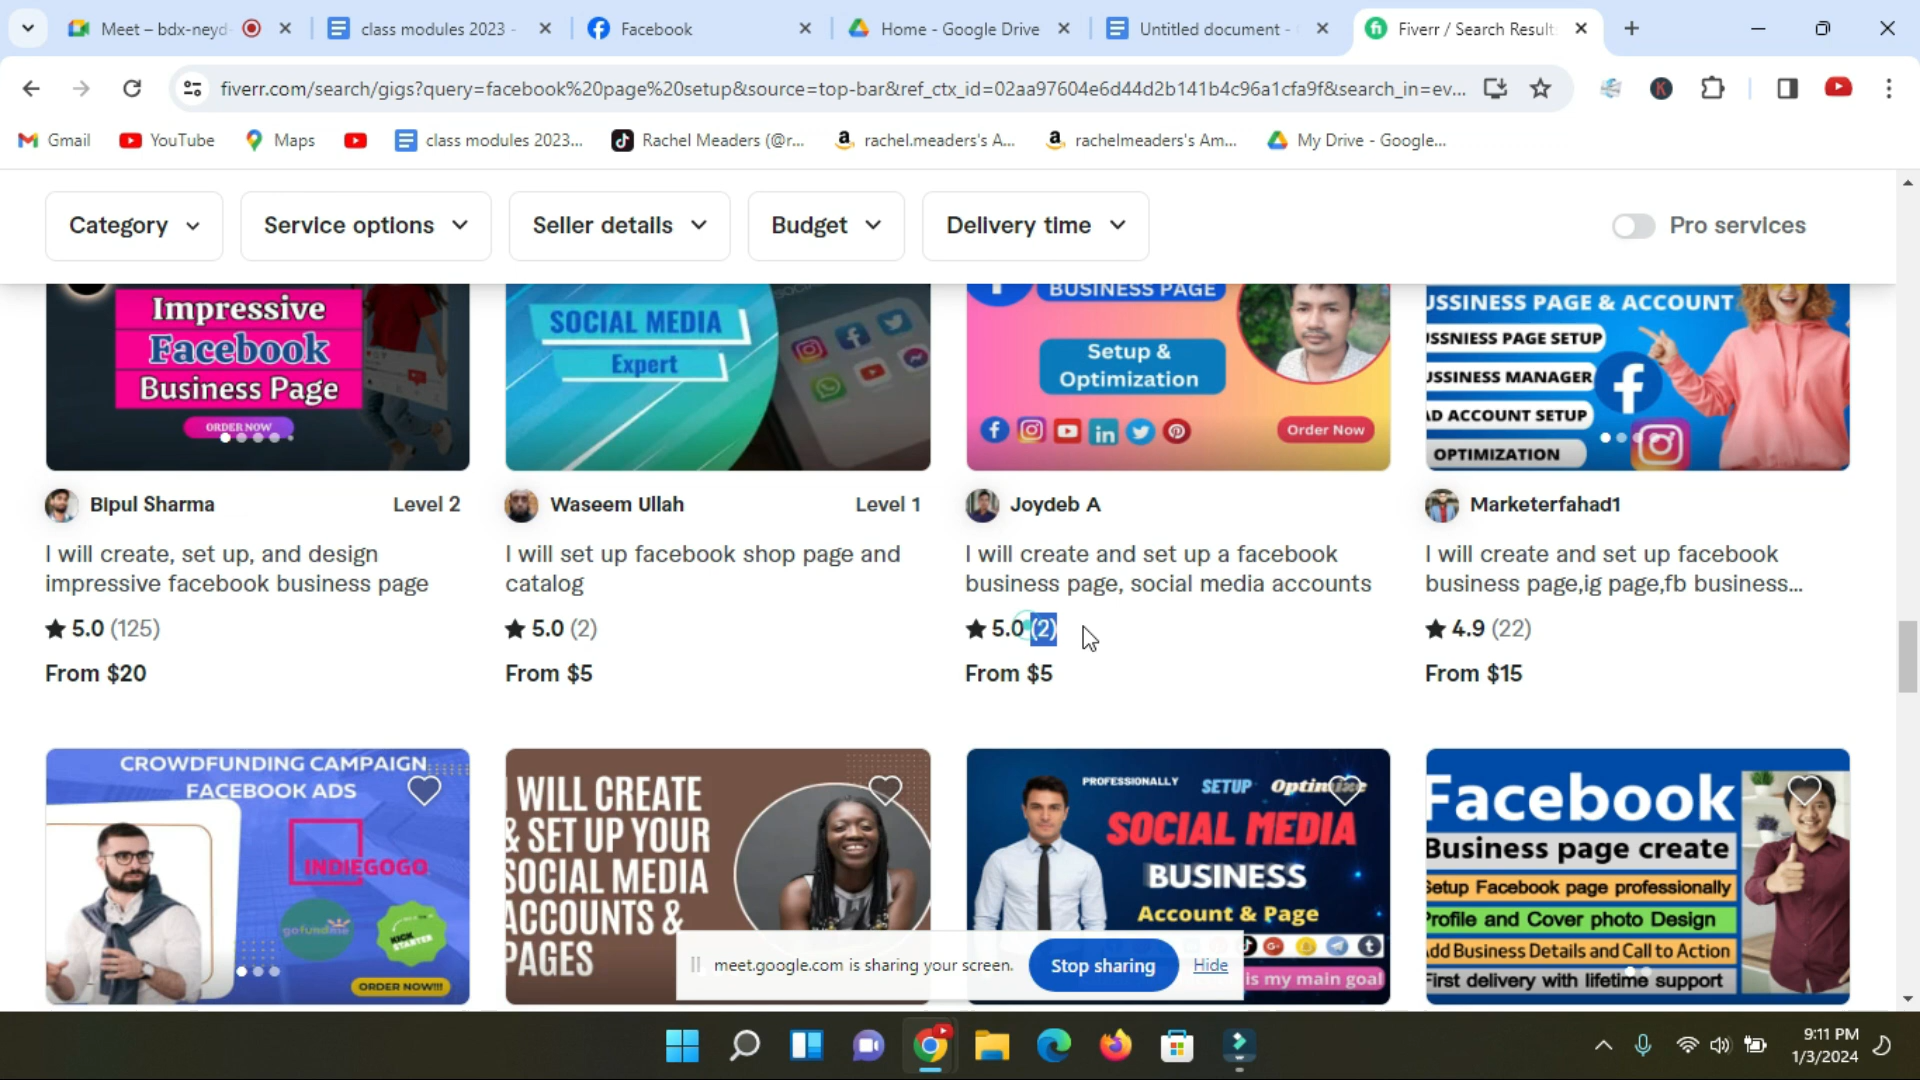 Meet – bdx-neyd
class modules 2023 -
Facebook
Home - Google Drive
Untitled document -
Fiverr / Search Result
fiverr.com/search/gigs?query=facebook%20page%20setup&source=top-bar&ref_ctx_id=02aa97604e6d44d2b141b4c96a1cfa9f&search_in=ev...
K
Gmail
YouTube
Maps
class modules 2023...
Rachel Meaders (@r...
rachel.meaders's A...
rachelmeaders's Am...
My Drive - Google...
Category
Service options
Seller details
Budget
Delivery time
Pro services
Impressive
Facebook
Business Page
ORDER NOW
SOCIAL MEDIA
Expert
BUSINESS PAGE
Setup &
Optimization
Order Now
USSINESS PAGE & ACCOUNT
USSNIESS PAGE SETUP
USSINESS MANAGER
AD ACCOUNT SETUP
OPTIMIZATION
Bipul Sharma
Level 2
Waseem Ullah
Level 1
Joydeb A
Marketerfahad1
I will create, set up, and design
impressive facebook business page
I will set up facebook shop page and
catalog
I will create and set up a facebook
business page, social media accounts
I will create and set up facebook
business page,ig page,fb business...
5.0 (125)
5.0 (2)
5.0 (2)
4.9 (22)
From $20
From $5
From $5
From $15
CROWDFUNDING CAMPAIGN
FACEBOOK ADS
INDIEGOGO
gofundme
KICK
STARTER
ORDER NOW!!!
I WILL CREATE
& SET UP YOUR
SOCIAL MEDIA
ACCOUNTS &
PAGES
PROFESSIONALLY SETUP Optimize
SOCIAL MEDIA
BUSINESS
Account & Page
is my main goal
Facebook
Business page create
Setup Facebook page professionally
Profile and Cover photo Design
Add Business Details and Call to Action
First delivery with lifetime support
meet.google.com is sharing your screen.
Stop sharing
Hide
9:11 PM
1/3/2024